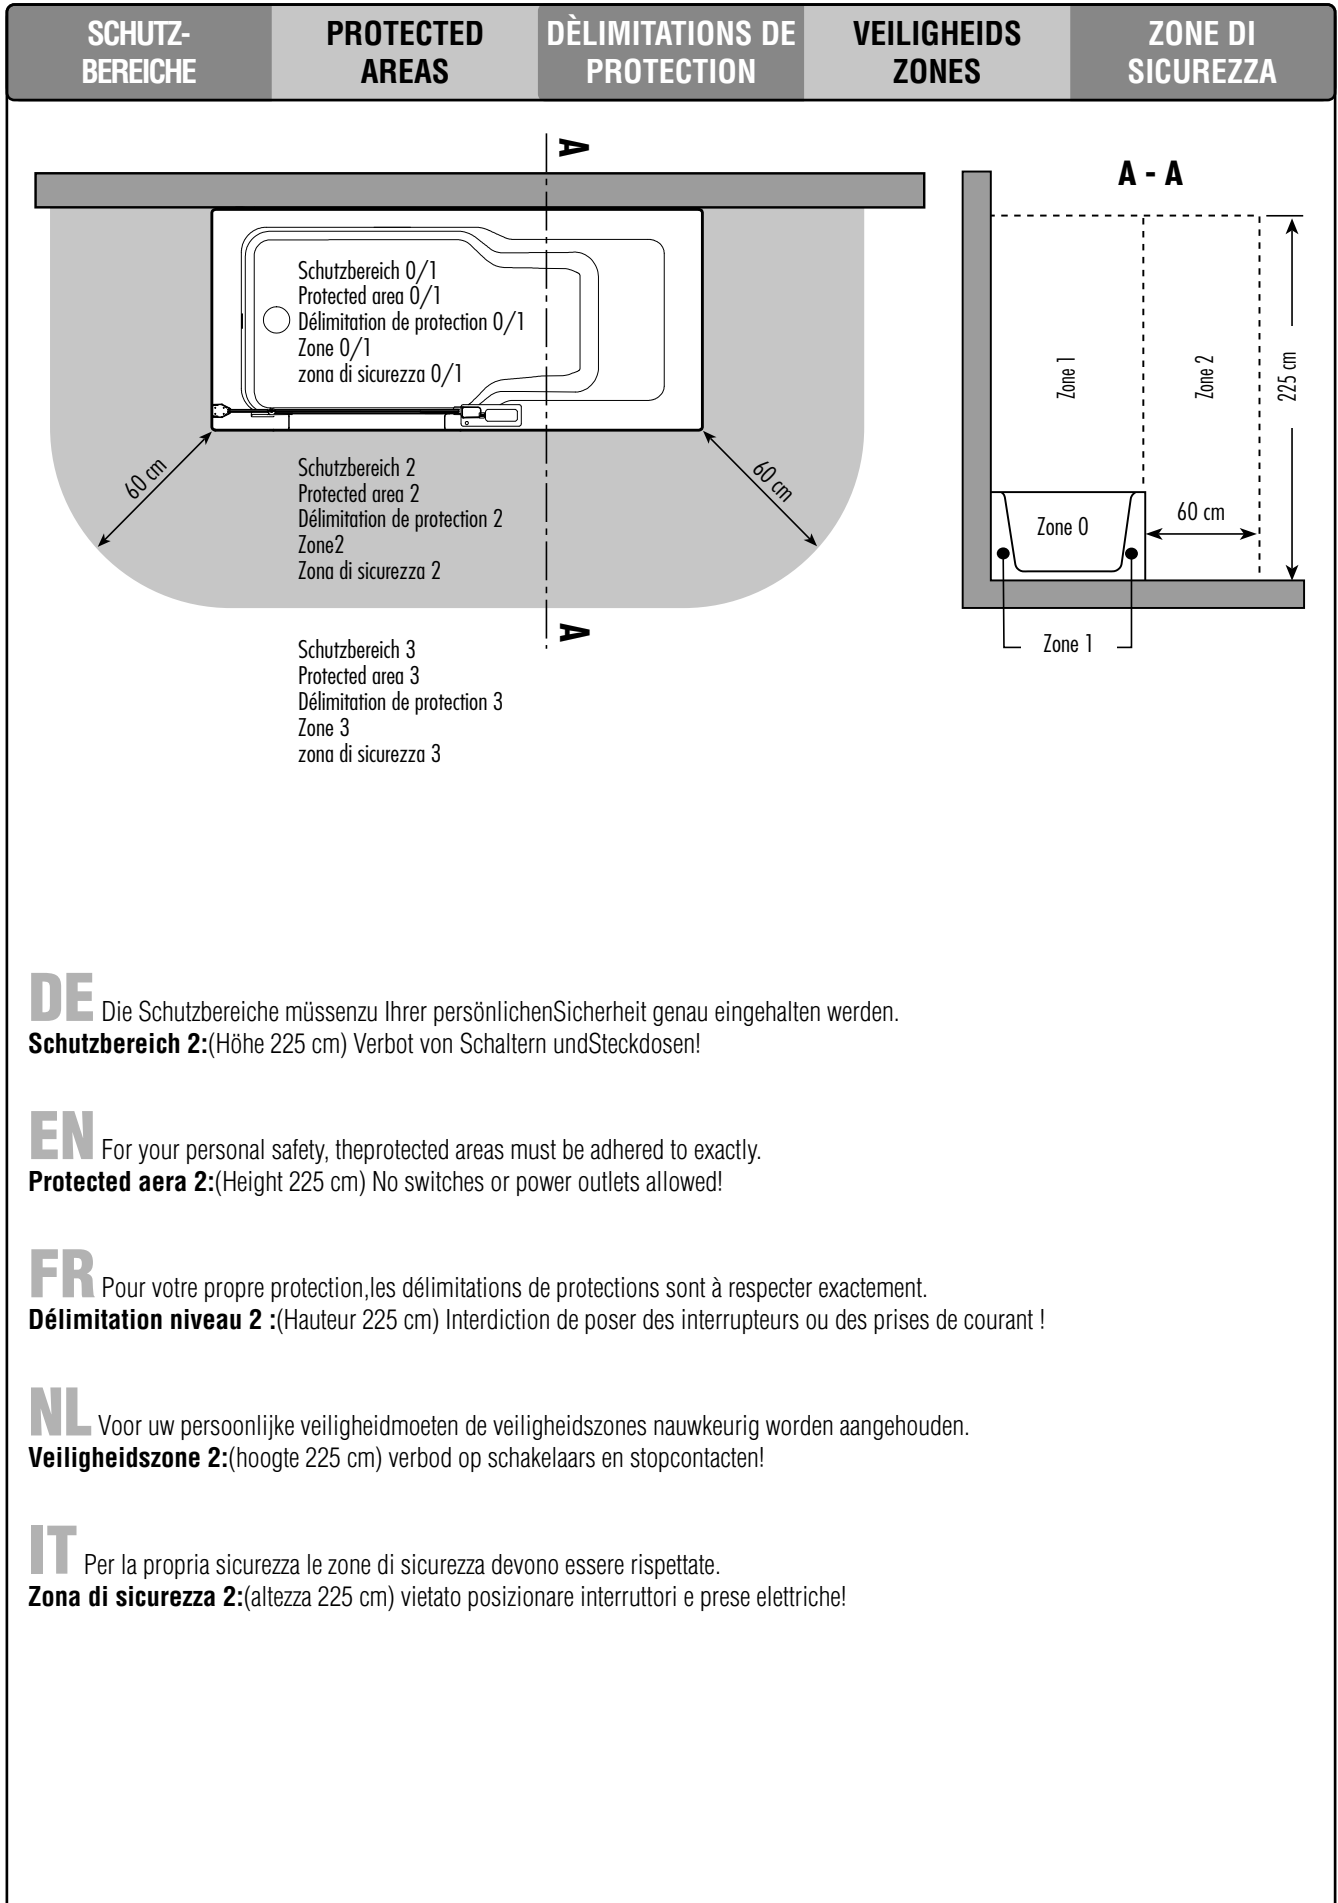 SCHUTZ-
BEREICHE
PROTECTED
AREAS
DÈLIMITATIONS DE
PROTECTION
VEILIGHEIDS
ZONES
ZONE DI
SICUREZZA
A
Schutzbereich 0/1
Protected area 0/1
Délimitation de protection 0/1
Zone 0/1
zona di sicurezza 0/1
60 cm
60 cm
Schutzbereich 2
Protected area 2
Délimitation de protection 2
Zone2
Zona di sicurezza 2
A
Schutzbereich 3
Protected area 3
Délimitation de protection 3
Zone 3
zona di sicurezza 3
A - A
Zone 1
Zone 2
225 cm
Zone 0
60 cm
Zone 1
DE Die Schutzbereiche müssenzu Ihrer persönlichenSicherheit genau eingehalten werden.
Schutzbereich 2:(Höhe 225 cm) Verbot von Schaltern undSteckdosen!
EN For your personal safety, theprotected areas must be adhered to exactly.
Protected aera 2:(Height 225 cm) No switches or power outlets allowed!
FR Pour votre propre protection,les délimitations de protections sont à respecter exactement.
Délimitation niveau 2 :(Hauteur 225 cm) Interdiction de poser des interrupteurs ou des prises de courant !
NL Voor uw persoonlijke veiligheidmoeten de veiligheidszones nauwkeurig worden aangehouden.
Veiligheidszone 2:(hoogte 225 cm) verbod op schakelaars en stopcontacten!
IT Per la propria sicurezza le zone di sicurezza devono essere rispettate.
Zona di sicurezza 2:(altezza 225 cm) vietato posizionare interruttori e prese elettriche!